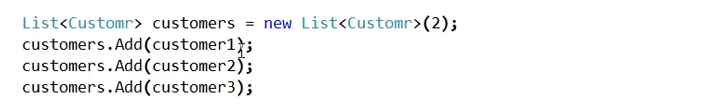 List<Customr> customers = new List<Customr>(2);
customers.Add(customer1);
customers.Add(customer2);
customers.Add(customer3);